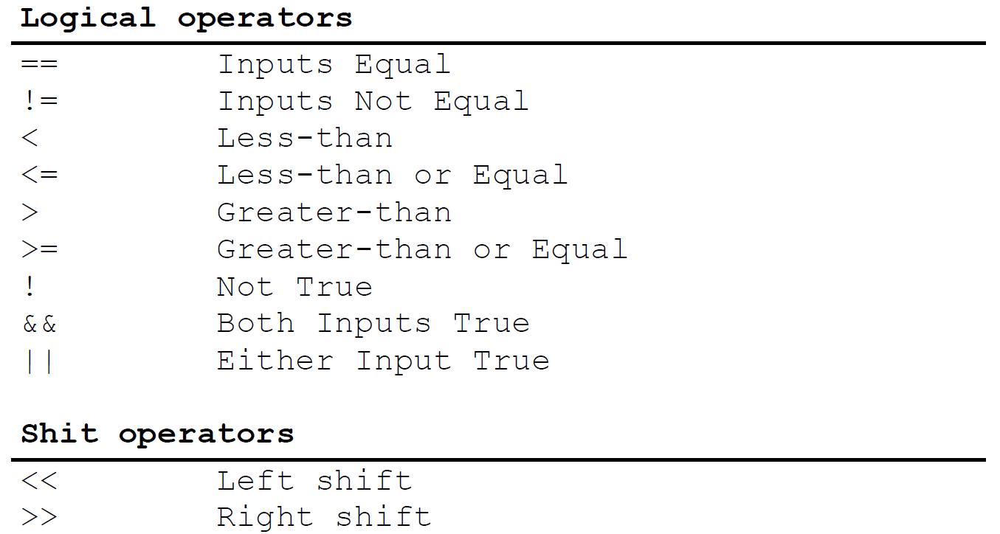 Logical operators
== Inputs Equal
!= Inputs Not Equal
< Less-than
<= Less-than or Equal
> Greater-than
>= Greater-than or Equal
! Not True
&& Both Inputs True
|| Either Input True
Shit operators
<< Left shift
>> Right shift